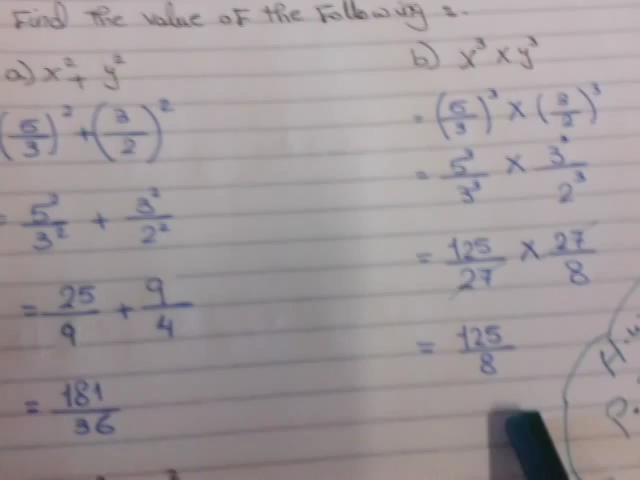 Find the value of the Following :.
a) x² + y²
(5/3)² + (3/2)²
= 5²/3² + 3²/2²
= 25/9 + 9/4
= 181/36
b) x³ × y³
= (5/3)³ × (3/2)³
= 5³/3³ × 3³/2³
= 125/27 × 27/8
= 125/8
H.w
P.